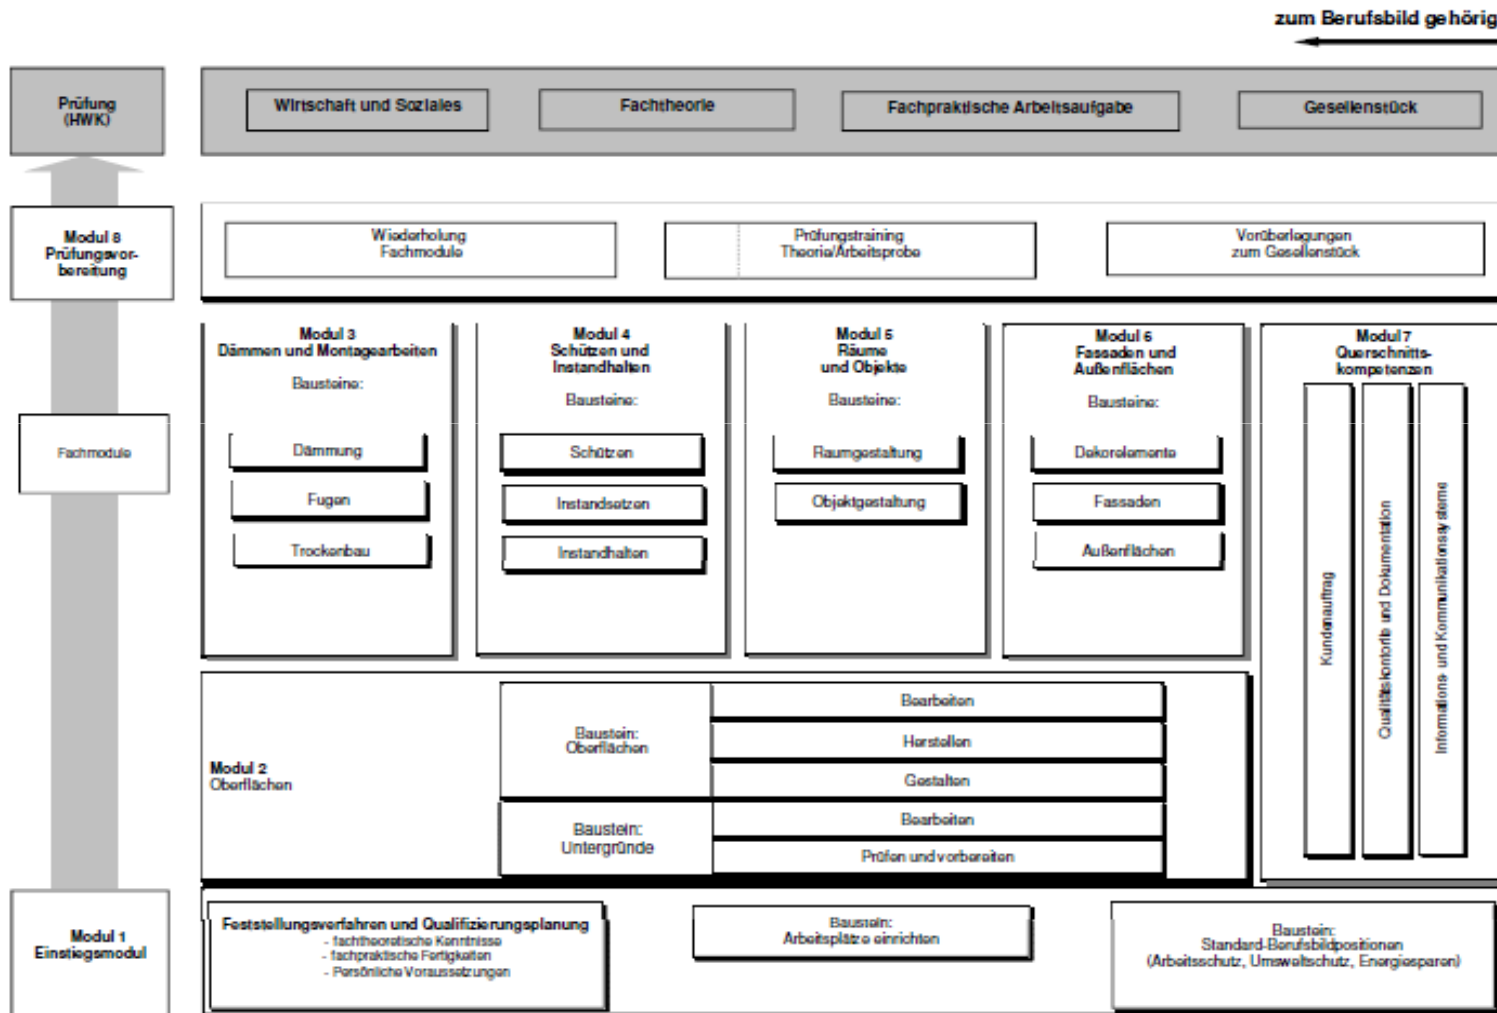 zum Berufsbild gehörig
Prüfung
(HWK)
Wirtschaft und Soziales
Fachtheorie
Fachpraktische Arbeitsaufgabe
Gesellenstück
Modul 8
Prüfungsvor-
bereitung
Wiederholung
Fachmodule
Prüfungstraining
Theorie/Arbeitsprobe
Vorüberlegungen
zum Gesellenstück
Fachmodule
Modul 3
Dämmen und Montagearbeiten
Bausteine:
Dämmung
Fugen
Trockenbau
Modul 4
Schützen und
Instandhalten
Bausteine:
Schützen
Instandsetzen
Instandhalten
Modul 5
Räume
und Objekte
Bausteine:
Raumgestaltung
Objektgestaltung
Modul 6
Fassaden und
Außenflächen
Bausteine:
Dekorelemente
Fassaden
Außenflächen
Modul 7
Querschnitts-
kompetenzen
Kundenauftrag
Qualitätskontorlle und Dokumentation
Informations- und Kommunikationssysteme
Modul 2
Oberflächen
Baustein:
Oberflächen
Bearbeiten
Herstellen
Gestalten
Baustein:
Untergründe
Bearbeiten
Prüfen und vorbereiten
Modul 1
Einstiegsmodul
Feststellungsverfahren und Qualifizierungsplanung
- fachtheoretische Kenntnisse
- fachpraktische Fertigkeiten
- Persönliche Voraussetzungen
Baustein:
Arbeitsplätze einrichten
Baustein:
Standard-Berufsbildpositionen
(Arbeitsschutz, Umsweltschutz, Energiesparen)